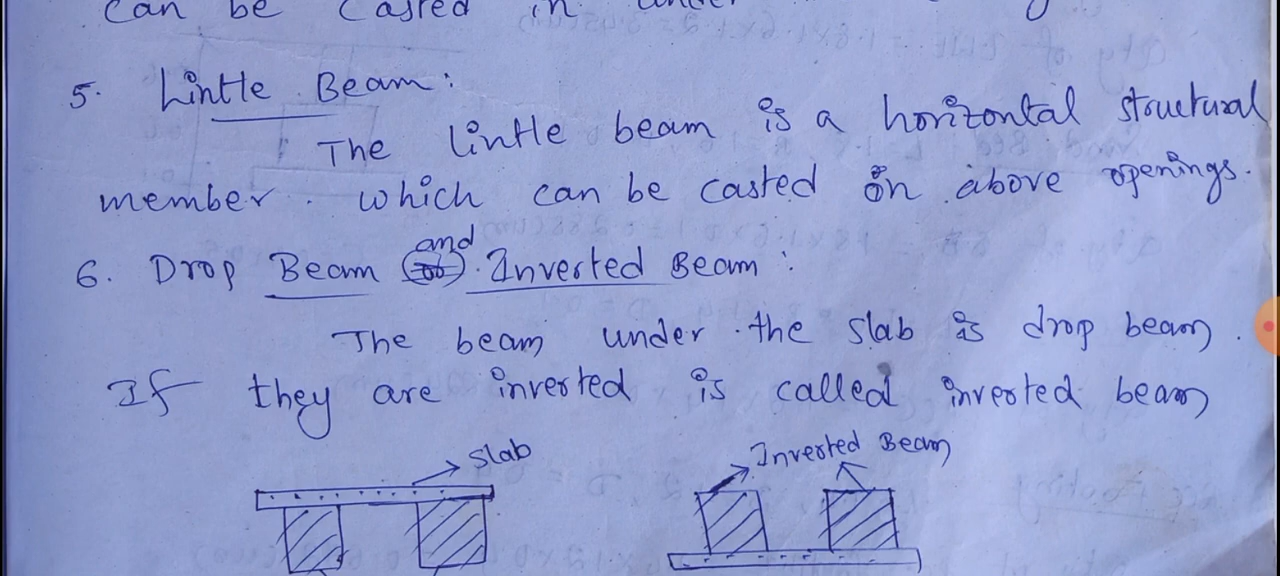 can be casted in under
5. Lintle Beam:
The lintle beam is a horizontal structural
member. which can be casted on above openings.
6. Drop Beam and Inverted Beam:
The beam under the slab is drop beam.
If they are inverted is called inverted beam
Slab
Inverted Beam